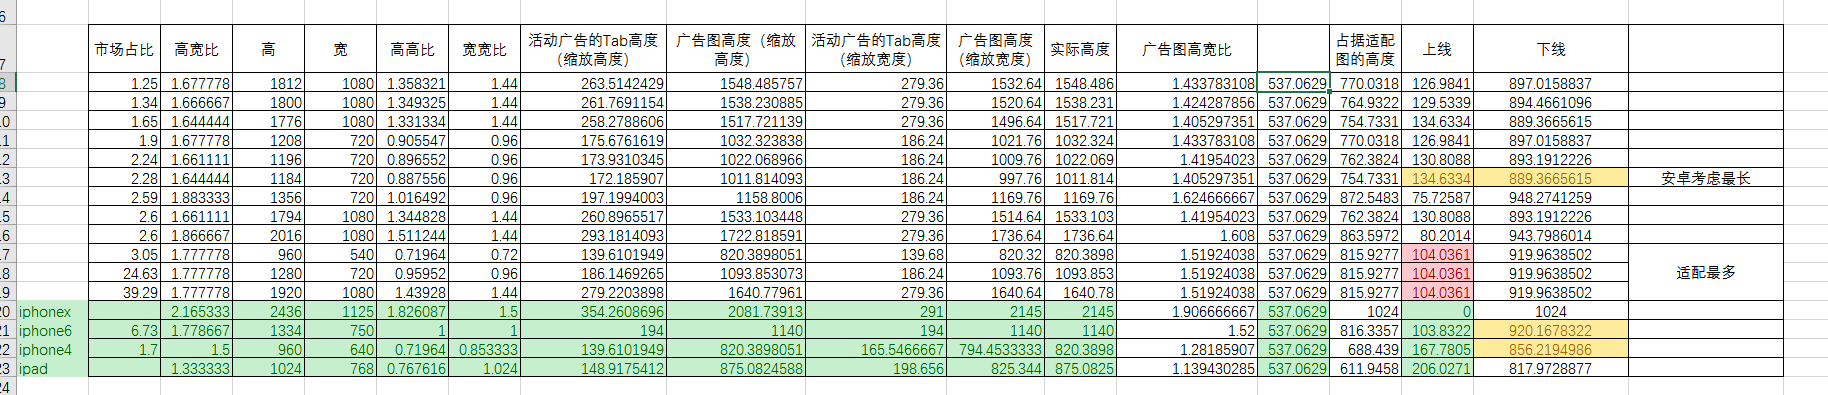 6
市场占比 高宽比 高 宽 高高比 宽宽比 活动广告的Tab高度（缩放高度） 广告图高度（缩放高度） 活动广告的Tab高度（缩放宽度） 广告图高度（缩放宽度） 实际高度 广告图高宽比 占据适配图的高度 上线 下线
7
8 1.25 1.677778 1812 1080 1.358321 1.44 263.5142429 1548.485757 279.36 1532.64 1548.486 1.433783108 537.0629 770.0318 126.9841 897.0158837
9 1.34 1.666667 1800 1080 1.349325 1.44 261.7691154 1538.230885 279.36 1520.64 1538.231 1.424287856 537.0629 764.9322 129.5339 894.4661096
.0 1.65 1.644444 1776 1080 1.331334 1.44 258.2788606 1517.721139 279.36 1496.64 1517.721 1.405297351 537.0629 754.7331 134.6334 889.3665615
.1 1.9 1.677778 1208 720 0.905547 0.96 175.6761619 1032.323838 186.24 1021.76 1032.324 1.433783108 537.0629 770.0318 126.9841 897.0158837
.2 2.24 1.661111 1196 720 0.896552 0.96 173.9310345 1022.068966 186.24 1009.76 1022.069 1.41954023 537.0629 762.3824 130.8088 893.1912226
.3 2.28 1.644444 1184 720 0.887556 0.96 172.185907 1011.814093 186.24 997.76 1011.814 1.405297351 537.0629 754.7331 134.6334 889.3665615 安卓考虑最长
.4 2.59 1.883333 1356 720 1.016492 0.96 197.1994003 1158.8006 186.24 1169.76 1169.76 1.624666667 537.0629 872.5483 75.72587 948.2741259
.5 2.6 1.661111 1794 1080 1.344828 1.44 260.8965517 1533.103448 279.36 1514.64 1533.103 1.41954023 537.0629 762.3824 130.8088 893.1912226
.6 2.6 1.866667 2016 1080 1.511244 1.44 293.1814093 1722.818591 279.36 1736.64 1736.64 1.608 537.0629 863.5972 80.2014 943.7986014
.7 3.05 1.777778 960 540 0.71964 0.72 139.6101949 820.3898051 139.68 820.32 820.3898 1.51924038 537.0629 815.9277 104.0361 919.9638502
.8 24.63 1.777778 1280 720 0.95952 0.96 186.1469265 1093.853073 186.24 1093.76 1093.853 1.51924038 537.0629 815.9277 104.0361 919.9638502 适配最多
.9 39.29 1.777778 1920 1080 1.43928 1.44 279.2203898 1640.77961 279.36 1640.64 1640.78 1.51924038 537.0629 815.9277 104.0361 919.9638502
20 iphonex 2.165333 2436 1125 1.826087 1.5 354.2608696 2081.73913 291 2145 2145 1.906666667 537.0629 1024 0 1024
21 iphone6 6.73 1.778667 1334 750 1 1 194 1140 194 1140 1140 1.52 537.0629 816.3357 103.8322 920.1678322
22 iphone4 1.7 1.5 960 640 0.71964 0.853333 139.6101949 820.3898051 165.5466667 794.4533333 820.3898 1.28185907 537.0629 688.439 167.7805 856.2194986
23 ipad 1.333333 1024 768 0.767616 1.024 148.9175412 875.0824588 198.656 825.344 875.0825 1.139430285 537.0629 611.9458 206.0271 817.9728877
24